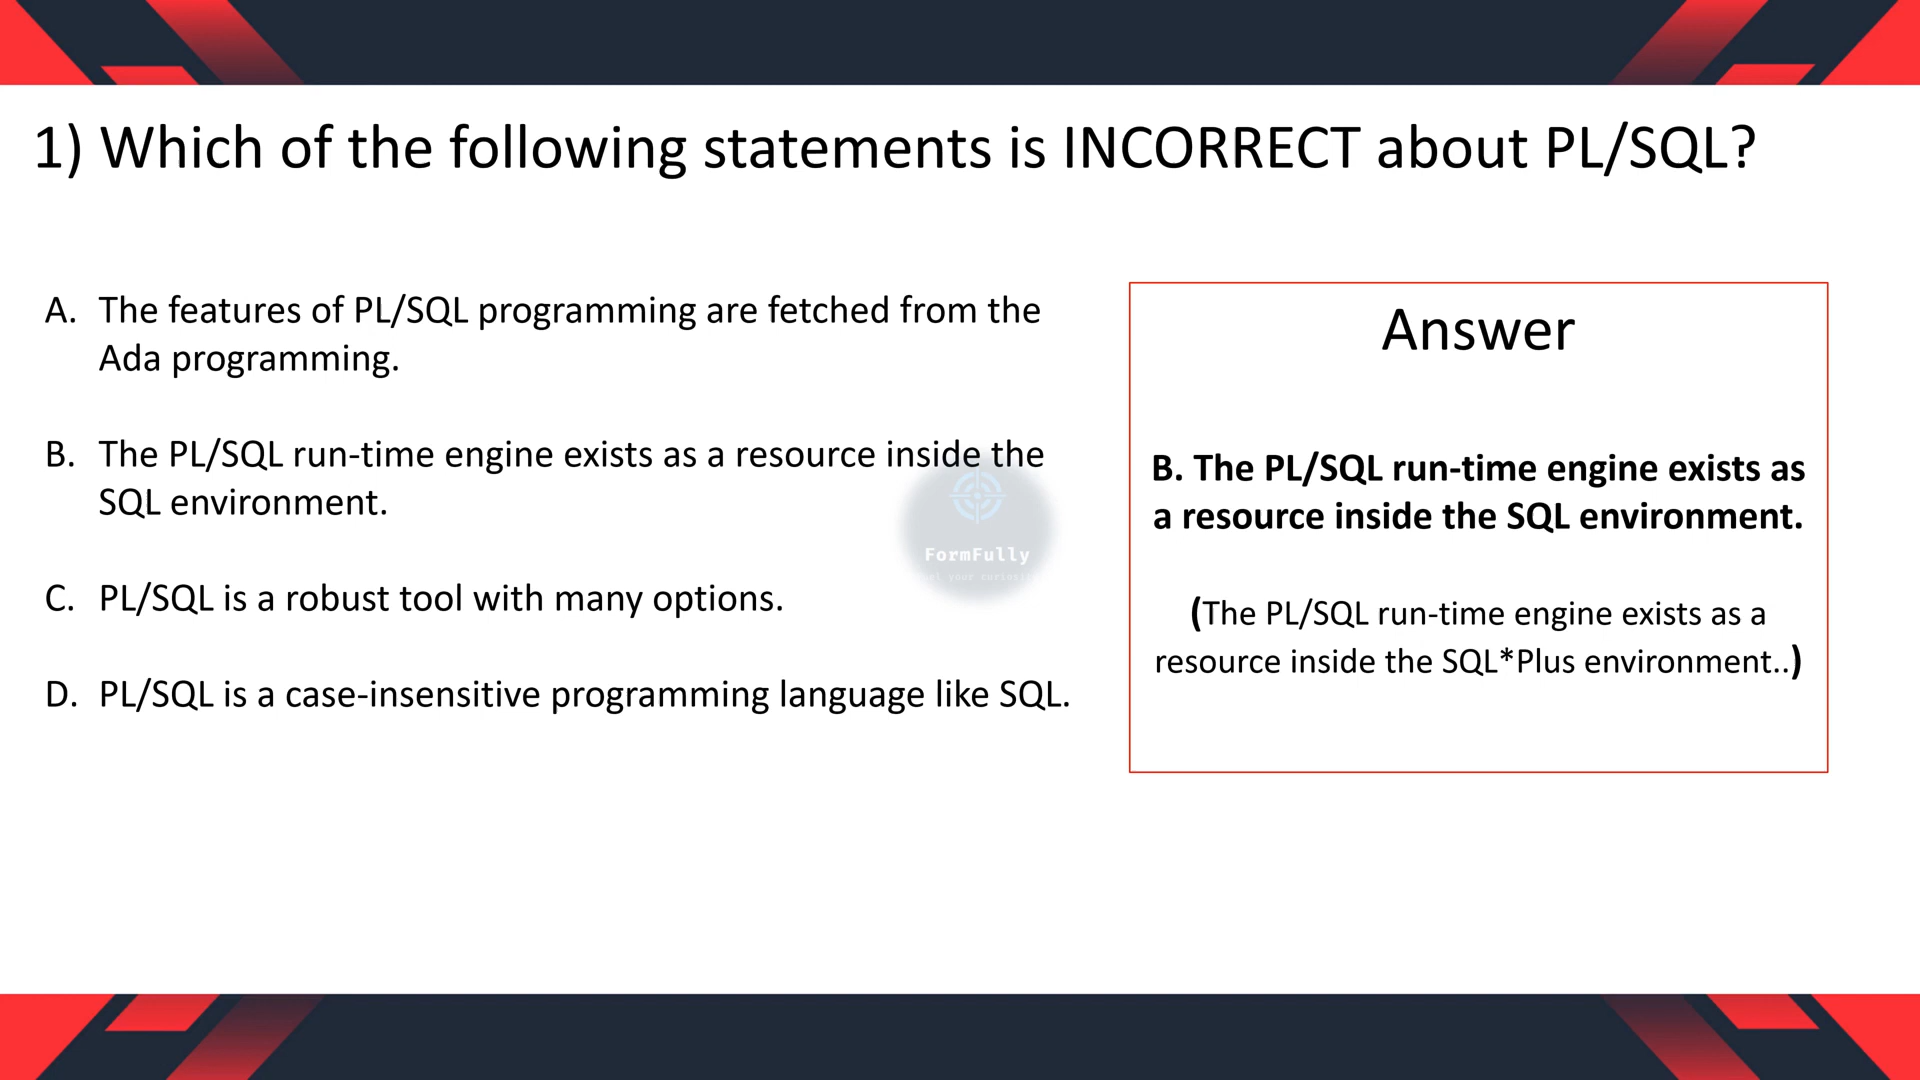 1) Which of the following statements is INCORRECT about PL/SQL?
A. The features of PL/SQL programming are fetched from the
Ada programming.
B. The PL/SQL run-time engine exists as a resource inside the
SQL environment.
C. PL/SQL is a robust tool with many options.
D. PL/SQL is a case-insensitive programming language like SQL.
Answer
B. The PL/SQL run-time engine exists as
a resource inside the SQL environment.
(The PL/SQL run-time engine exists as a
resource inside the SQL*Plus environment..)
FormFully